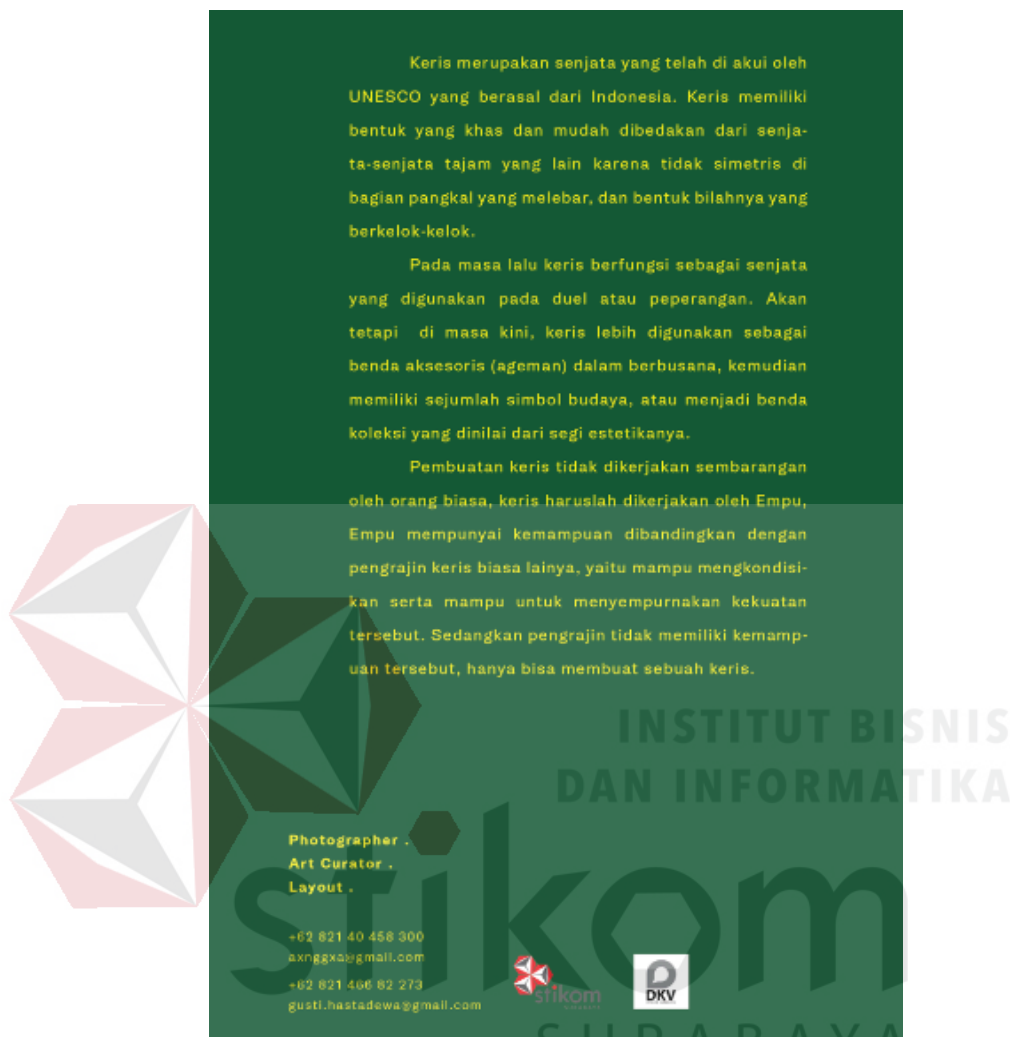 Keris merupakan senjata yang telah di akui oleh
UNESCO yang berasal dari Indonesia. Keris memiliki
bentuk yang khas dan mudah dibedakan dari senja-
ta-senjata tajam yang lain karena tidak simetris di
bagian pangkal yang melebar, dan bentuk bilahnya yang
berkelok-kelok.
Pada masa lalu keris berfungsi sebagai senjata
yang digunakan pada duel atau peperangan. Akan
tetapi di masa kini, keris lebih digunakan sebagai
benda aksesoris (ageman) dalam berbusana, kemudian
memiliki sejumlah simbol budaya, atau menjadi benda
koleksi yang dinilai dari segi estetikanya.
Pembuatan keris tidak dikerjakan sembarangan
oleh orang biasa, keris haruslah dikerjakan oleh Empu,
Empu mempunyai kemampuan dibandingkan dengan
pengrajin keris biasa lainya, yaitu mampu mengkondisi-
kan serta mampu untuk menyempurnakan kekuatan
tersebut. Sedangkan pengrajin tidak memiliki kemamp-
uan tersebut, hanya bisa membuat sebuah keris.
INSTITUT BISNIS
DAN INFORMATIKA
stikom
SURABAYA
Photographer .
Art Curator .
Layout .
+62 821 40 458 300
axnggxa@gmail.com
+62 821 466 82 273
gusti.hastadewa@gmail.com
stikom
DKV